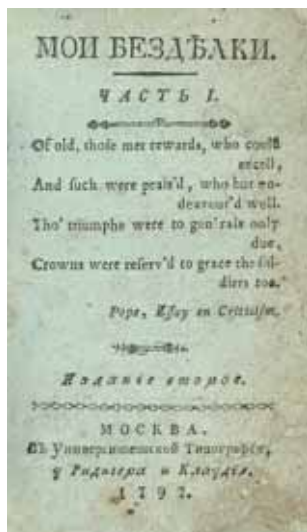 МОИ БЕЗДѢЛКИ.
ЧАСТЬ I.
Of old, those met rewards, who could
excell,
And such were prais'd, who but en-
deavour'd well.
Tho' triumphs were to gen'rals only
due,
Crowns were reserv'd to grace the sol-
diers too.
Pope, Essay on Criticism.
Изданіе второе.
МОСКВА.
Въ Университетской Типографіи,
у Ридигера и Клаудія.
1797.